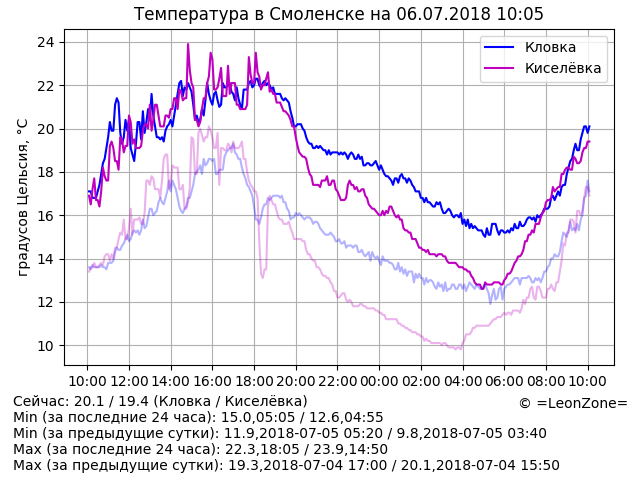 Температура в Смоленске на 06.07.2018 10:05
Кловка
Киселёвка
градусов Цельсия, °C
24
22
20
18
16
14
12
10
10:00 12:00 14:00 16:00 18:00 20:00 22:00 00:00 02:00 04:00 06:00 08:00 10:00
Сейчас: 20.1 / 19.4 (Кловка / Киселёвка)
© =LeonZone=
Min (за последние 24 часа): 15.0,05:05 / 12.6,04:55
Min (за предыдущие сутки): 11.9,2018-07-05 05:20 / 9.8,2018-07-05 03:40
Max (за последние 24 часа): 22.3,18:05 / 23.9,14:50
Max (за предыдущие сутки): 19.3,2018-07-04 17:00 / 20.1,2018-07-04 15:50